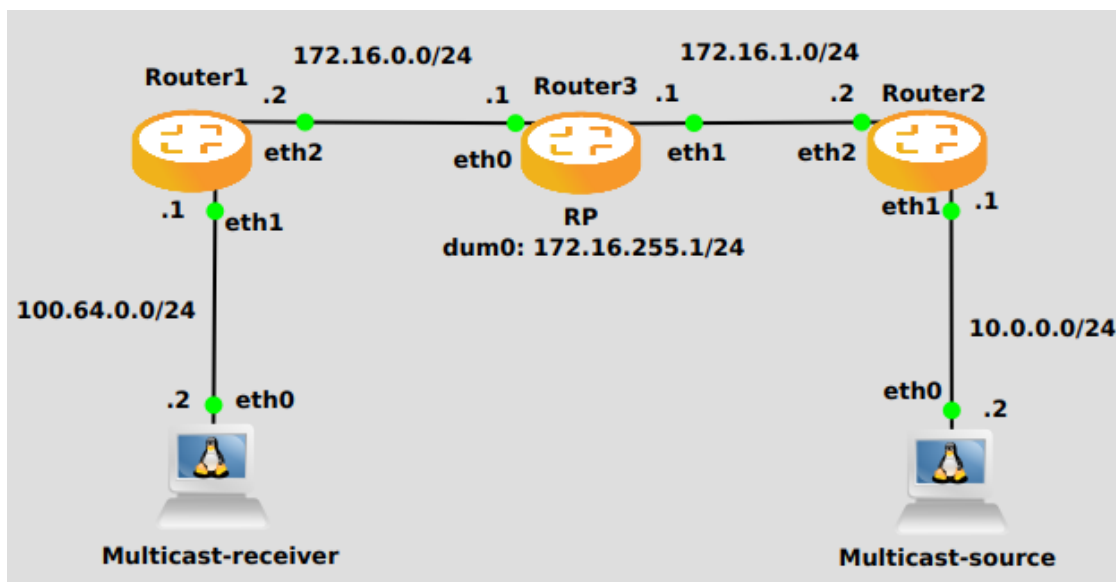 172.16.0.0/24
172.16.1.0/24
Router1
Router3
Router2
.2
.1
.1
.2
eth2
eth0
eth1
eth2
.1
eth1
RP
dum0: 172.16.255.1/24
eth1
.1
100.64.0.0/24
10.0.0.0/24
.2
eth0
eth0
.2
Multicast-receiver
Multicast-source